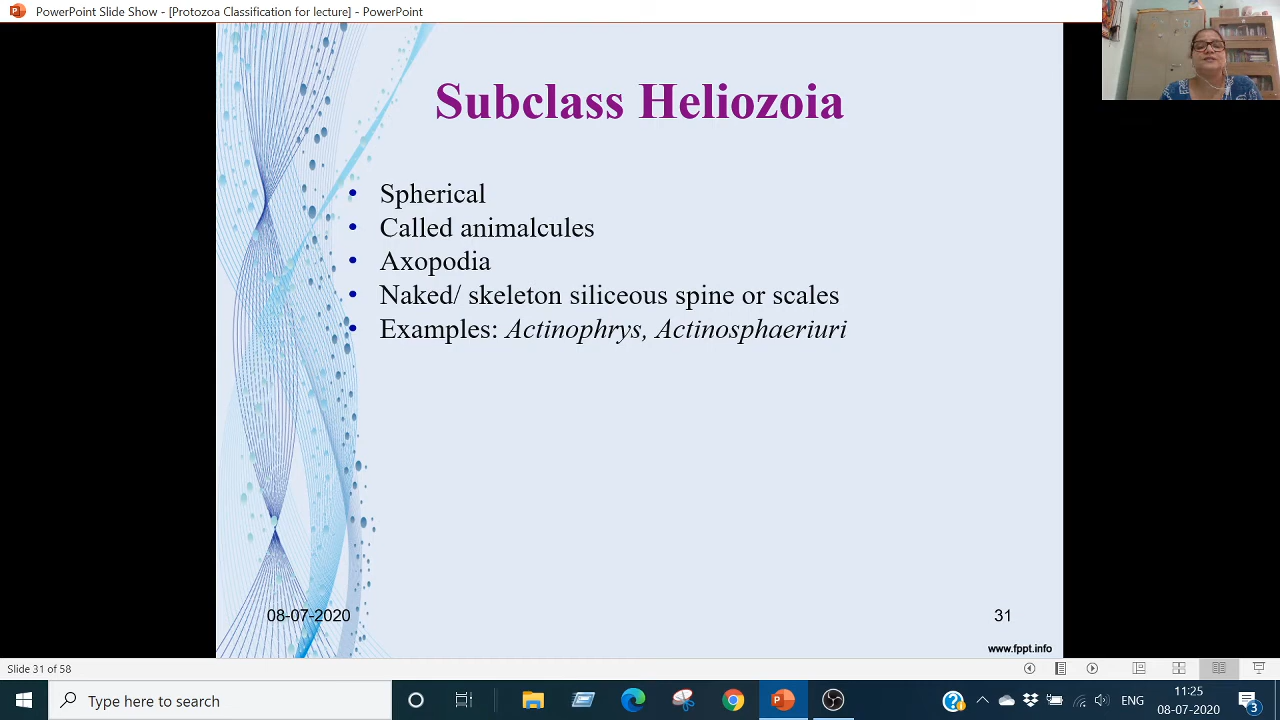 PowerPoint Slide Show - [Protozoa Classification for lecture] - PowerPoint
Subclass Heliozoia
• Spherical
• Called animalcules
• Axopodia
• Naked/ skeleton siliceous spine or scales
• Examples: Actinophrys, Actinosphaeriuri
08-07-2020
31
www.fppt.info
Slide 31 of 58
Type here to search
ENG
11:25
08-07-2020
3